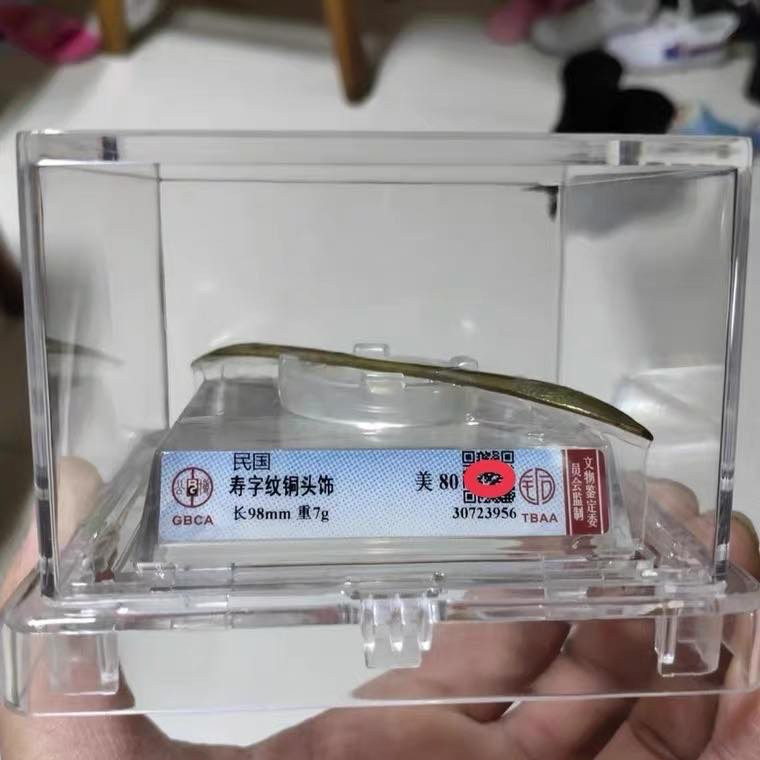 民国
寿字纹铜头饰
长98mm 重7g
GBCA
美 80
30723956
TBAA
文物鉴定委
员会监制